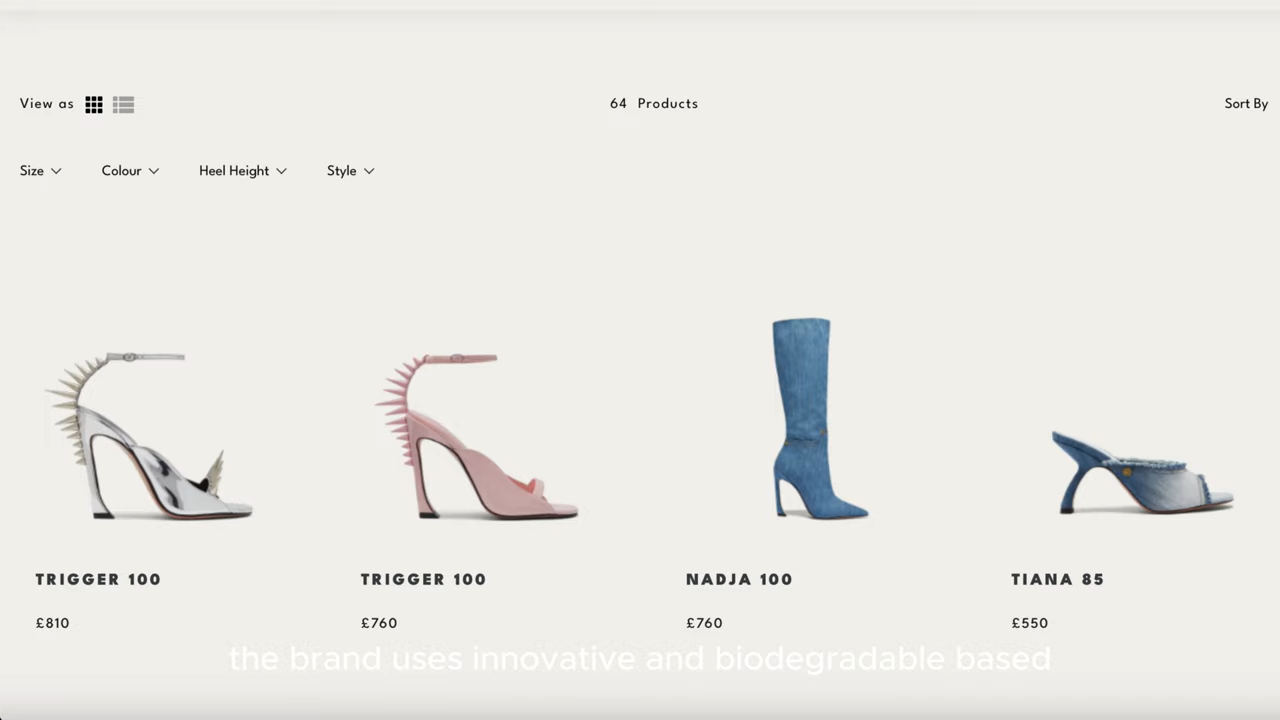 View as
64 Products
Sort By
Size
Colour
Heel Height
Style
TRIGGER 100
TRIGGER 100
NADJA 100
TIANA 85
£810
£760
£760
£550
the brand uses innovative and biodegradable based